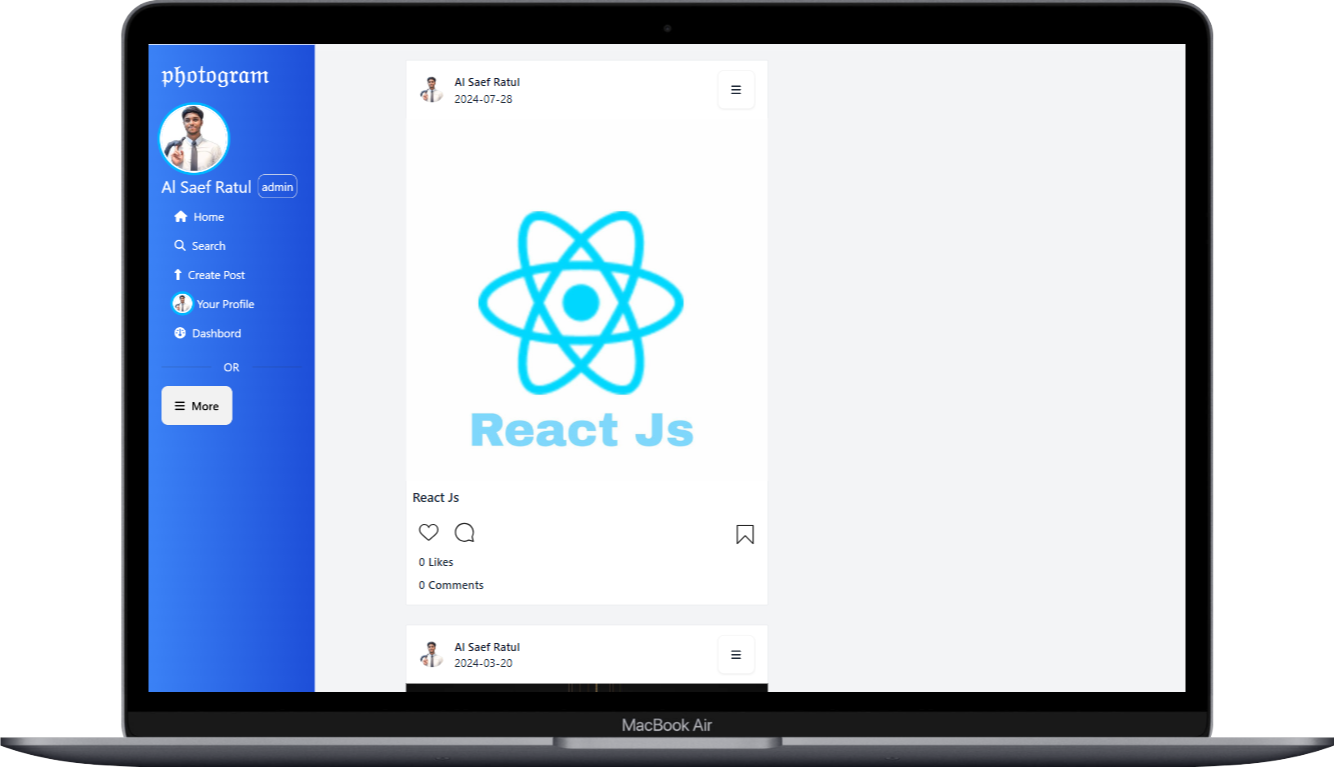 photogram
Al Saef Ratul admin
Home
Search
Create Post
Your Profile
Dashbord
OR
More
Al Saef Ratul
2024-07-28
React Js
React Js
0 Likes
0 Comments
Al Saef Ratul
2024-03-20
MacBook Air